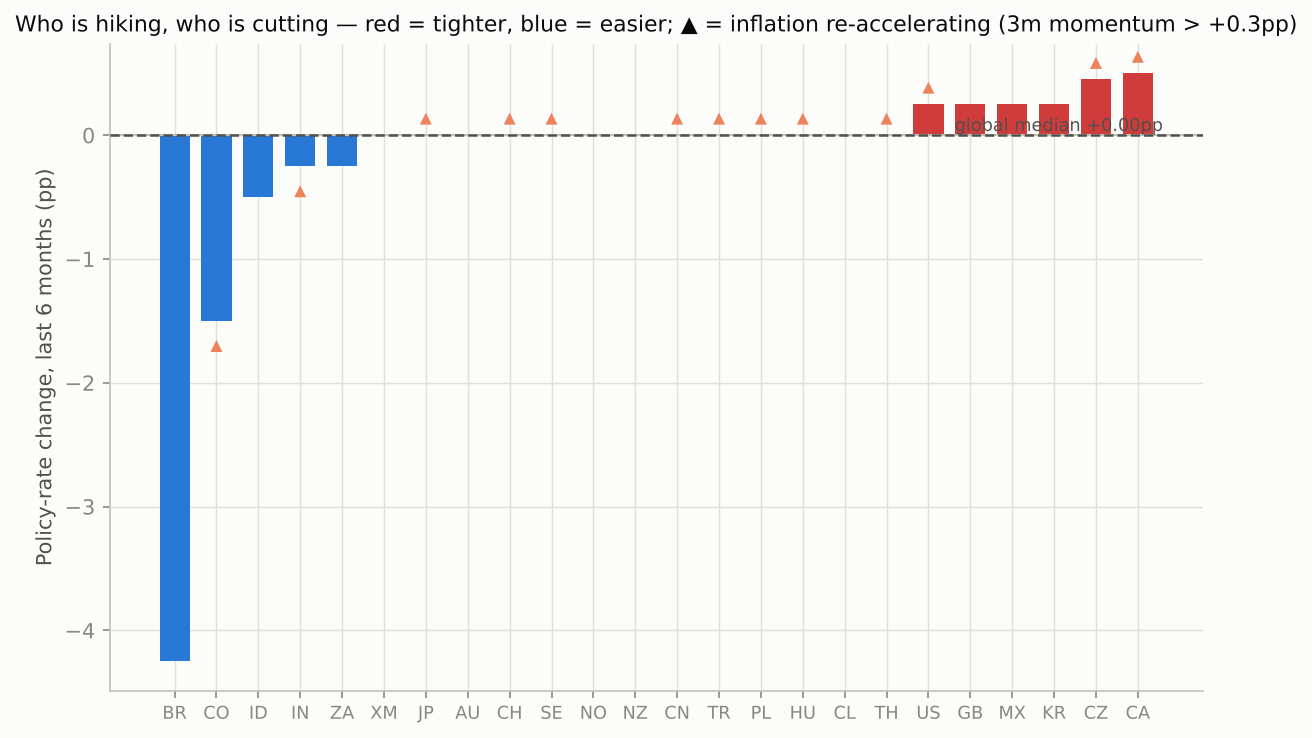 Who is hiking, who is cutting — red = tighter, blue = easier; ▲ = inflation re-accelerating (3m momentum > +0.3pp)
Policy-rate change, last 6 months (pp)
0
−1
−2
−3
−4
global median +0.00pp
BR CO ID IN ZA XM JP AU CH SE NO NZ CN TR PL HU CL TH US GB MX KR CZ CA